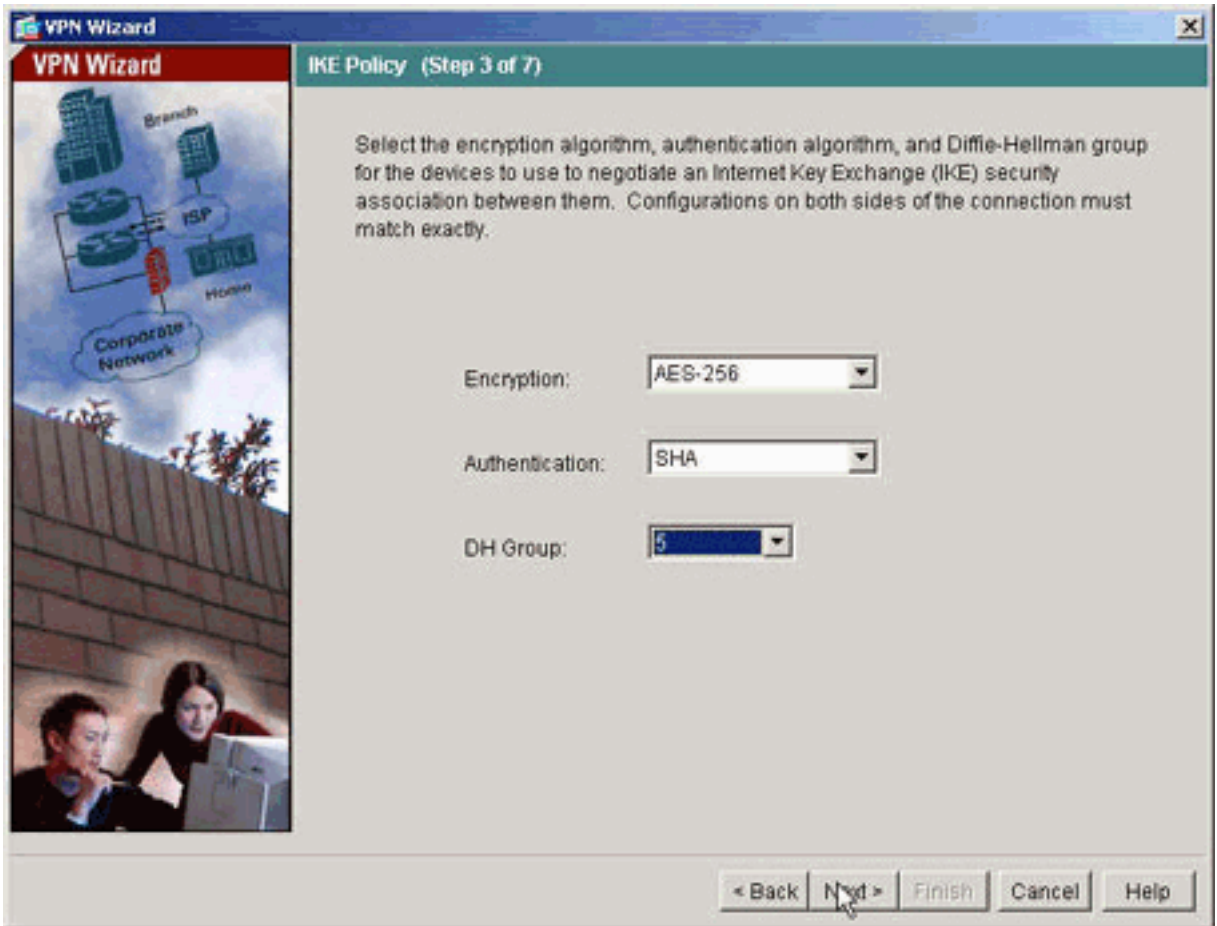 VPN Wizard
VPN Wizard
IKE Policy (Step 3 of 7)
Branch
ISP
Home
Corporate
Network
Select the encryption algorithm, authentication algorithm, and Diffie-Hellman group
for the devices to use to negotiate an Internet Key Exchange (IKE) security
association between them. Configurations on both sides of the connection must
match exactly.
Encryption: AES-256
Authentication: SHA
DH Group: 5
< Back Next > Finish Cancel Help